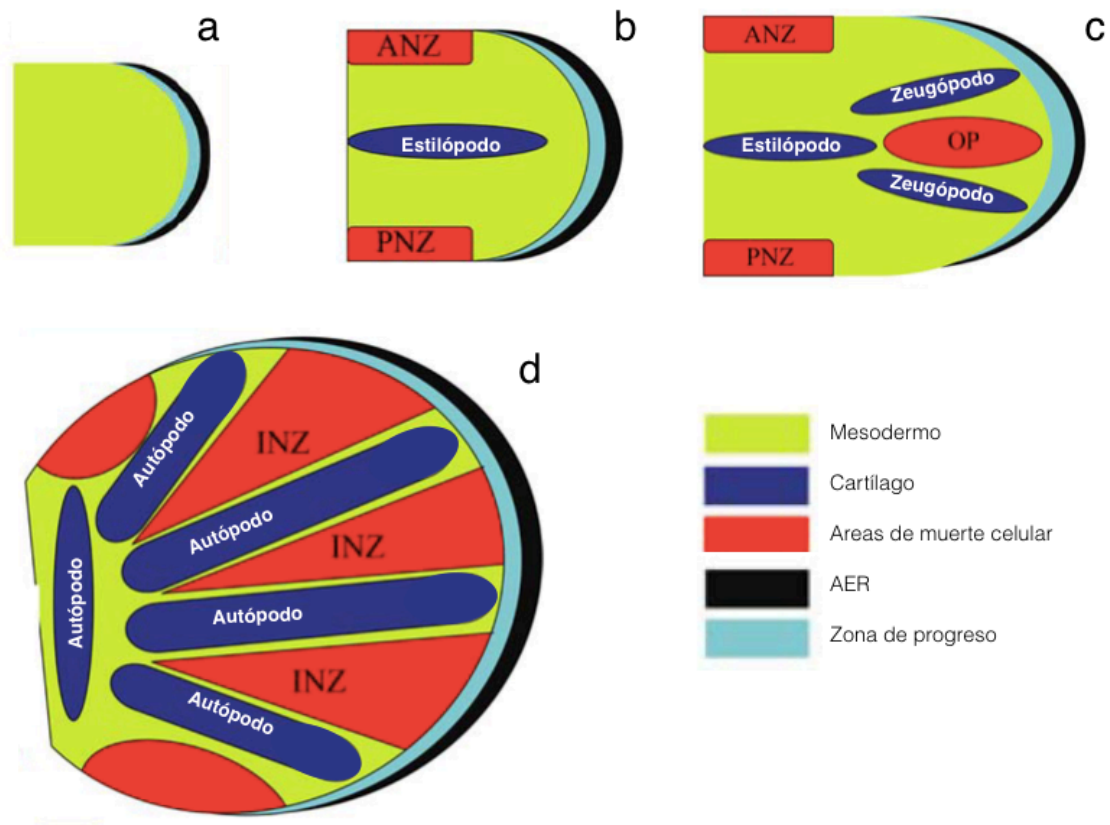 a
ANZ
Estilópodo
PNZ
b
ANZ
Zeugópodo
Estilópodo
OP
Zeugópodo
PNZ
c
d
Autópodo
INZ
Autópodo
INZ
Autópodo
Autópodo
INZ
Autópodo
Mesodermo
Cartílago
Areas de muerte celular
AER
Zona de progreso